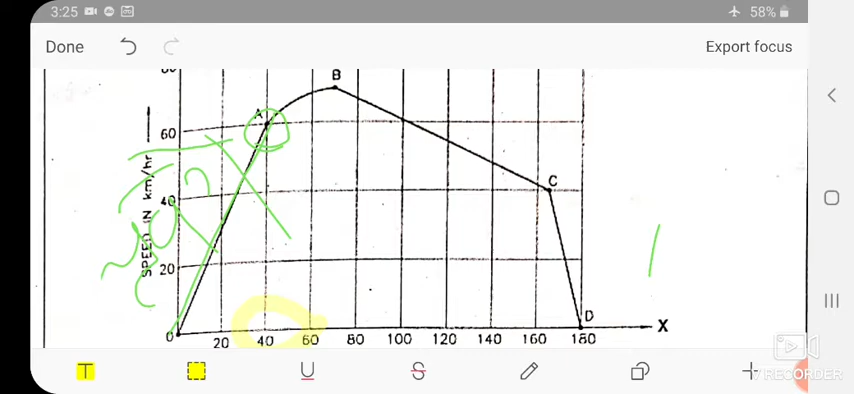 3:25
58%
Done
Export focus
B
A
60
C
40
SPEED IN km/hr
20
D
0
20 40 60 80 100 120 140 160 180
X
T
U
S
RECORDER